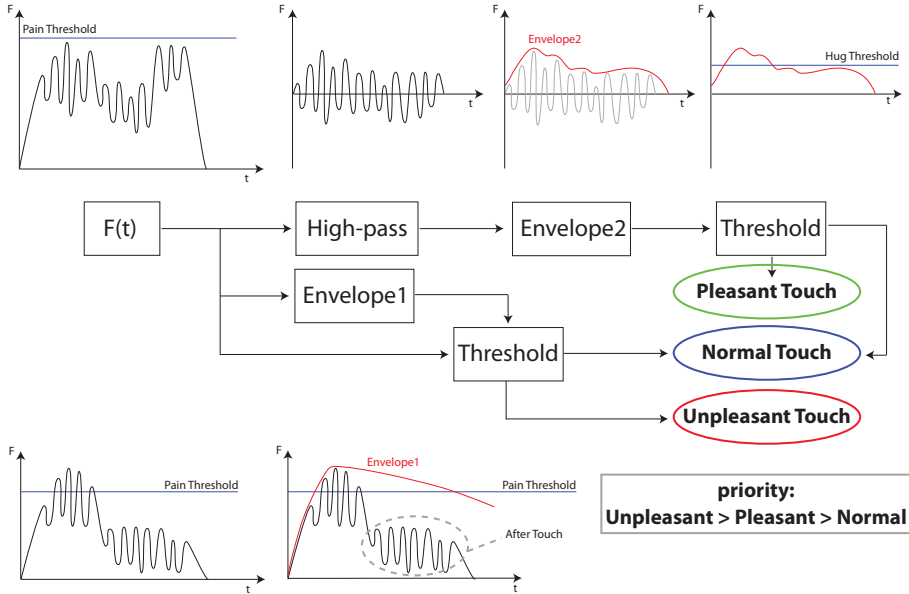 F
Pain Threshold
t
F
t
F
Envelope2
t
F
Hug Threshold
t
F(t)
High-pass
Envelope2
Threshold
Envelope1
Pleasant Touch
Threshold
Normal Touch
Unpleasant Touch
F
Pain Threshold
t
F
Envelope1
Pain Threshold
After Touch
t
priority:
Unpleasant > Pleasant > Normal